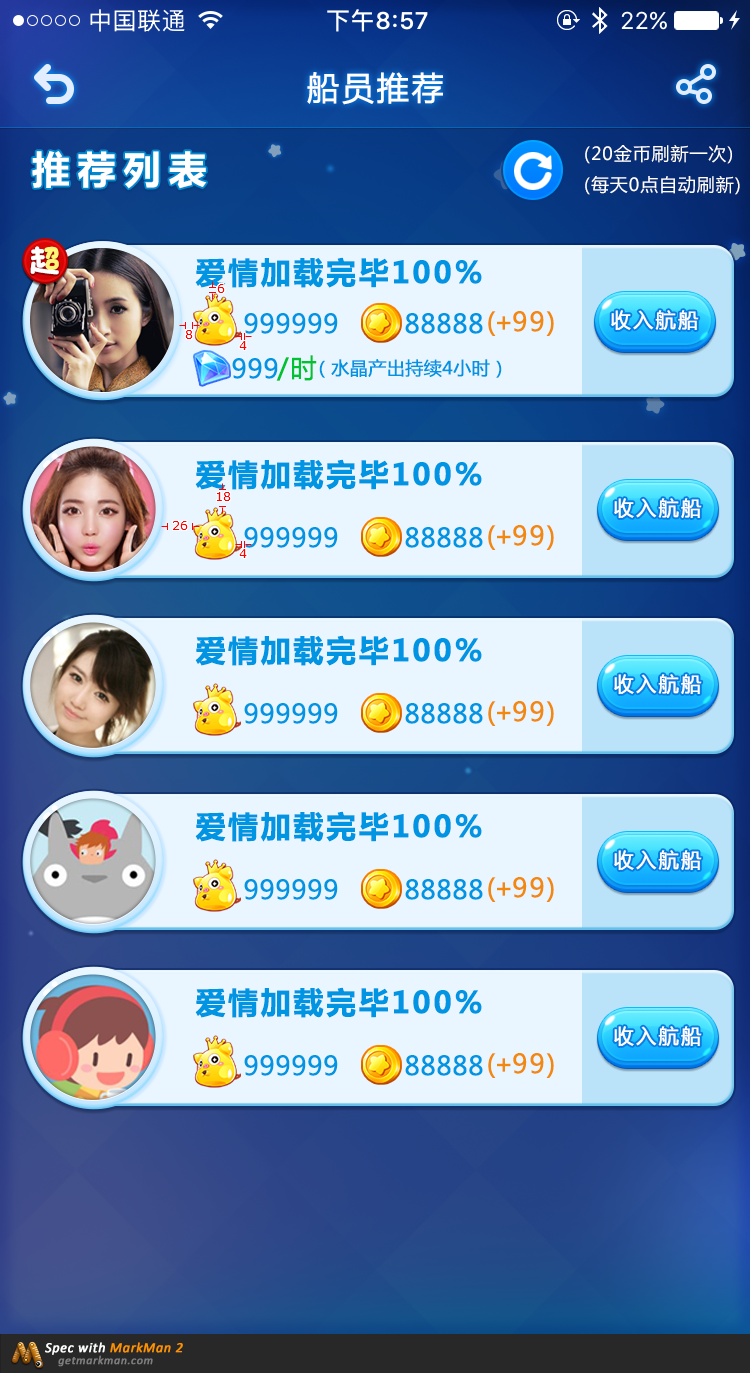 中国联通 下午8:57 22%
船员推荐
推荐列表
(20金币刷新一次)
(每天0点自动刷新)
超
爱情加载完毕100%
6
999999 88888(+99)
8
4
999/时(水晶产出持续4小时)
收入航船
爱情加载完毕100%
18
26
999999 88888(+99)
4
收入航船
爱情加载完毕100%
999999 88888(+99)
收入航船
爱情加载完毕100%
999999 88888(+99)
收入航船
爱情加载完毕100%
999999 88888(+99)
收入航船
Spec with MarkMan 2
getmarkman.com